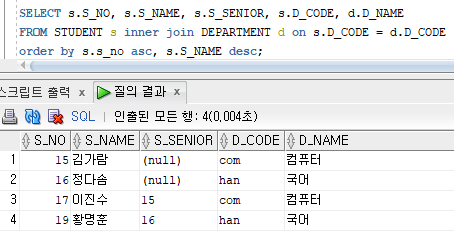 SELECT s.S_NO, s.S_NAME, s.S_SENIOR, s.D_CODE, d.D_NAME
FROM STUDENT s inner join DEPARTMENT d on s.D_CODE = d.D_CODE
order by s.s_no asc, s.S_NAME desc;
스크립트 출력 × 질의 결과 ×
SQL | 인출된 모든 행: 4(0,004초)
S_NO S_NAME S_SENIOR D_CODE D_NAME
1 15 김가람 (null) com 컴퓨터
2 16 정다솜 (null) han 국어
3 17 이진수 15 com 컴퓨터
4 19 황명훈 16 han 국어